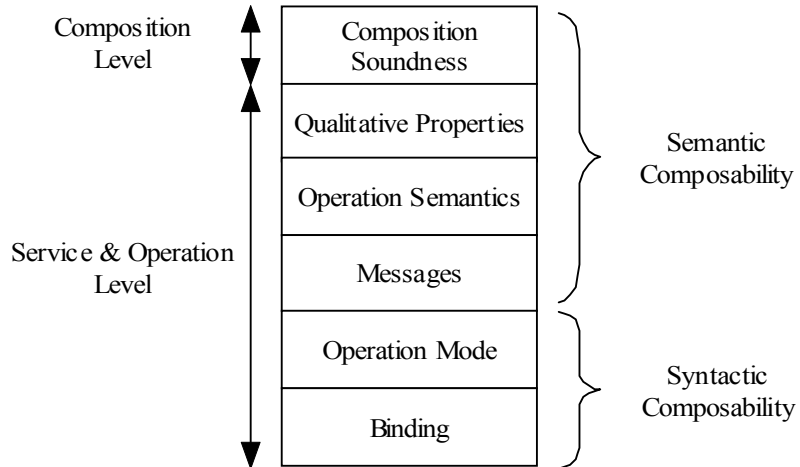 Composition
Level
Composition
Soundness
Qualitative Properties
Operation Semantics
Semantic
Composability
Service & Operation
Level
Messages
Operation Mode
Binding
Syntactic
Composability